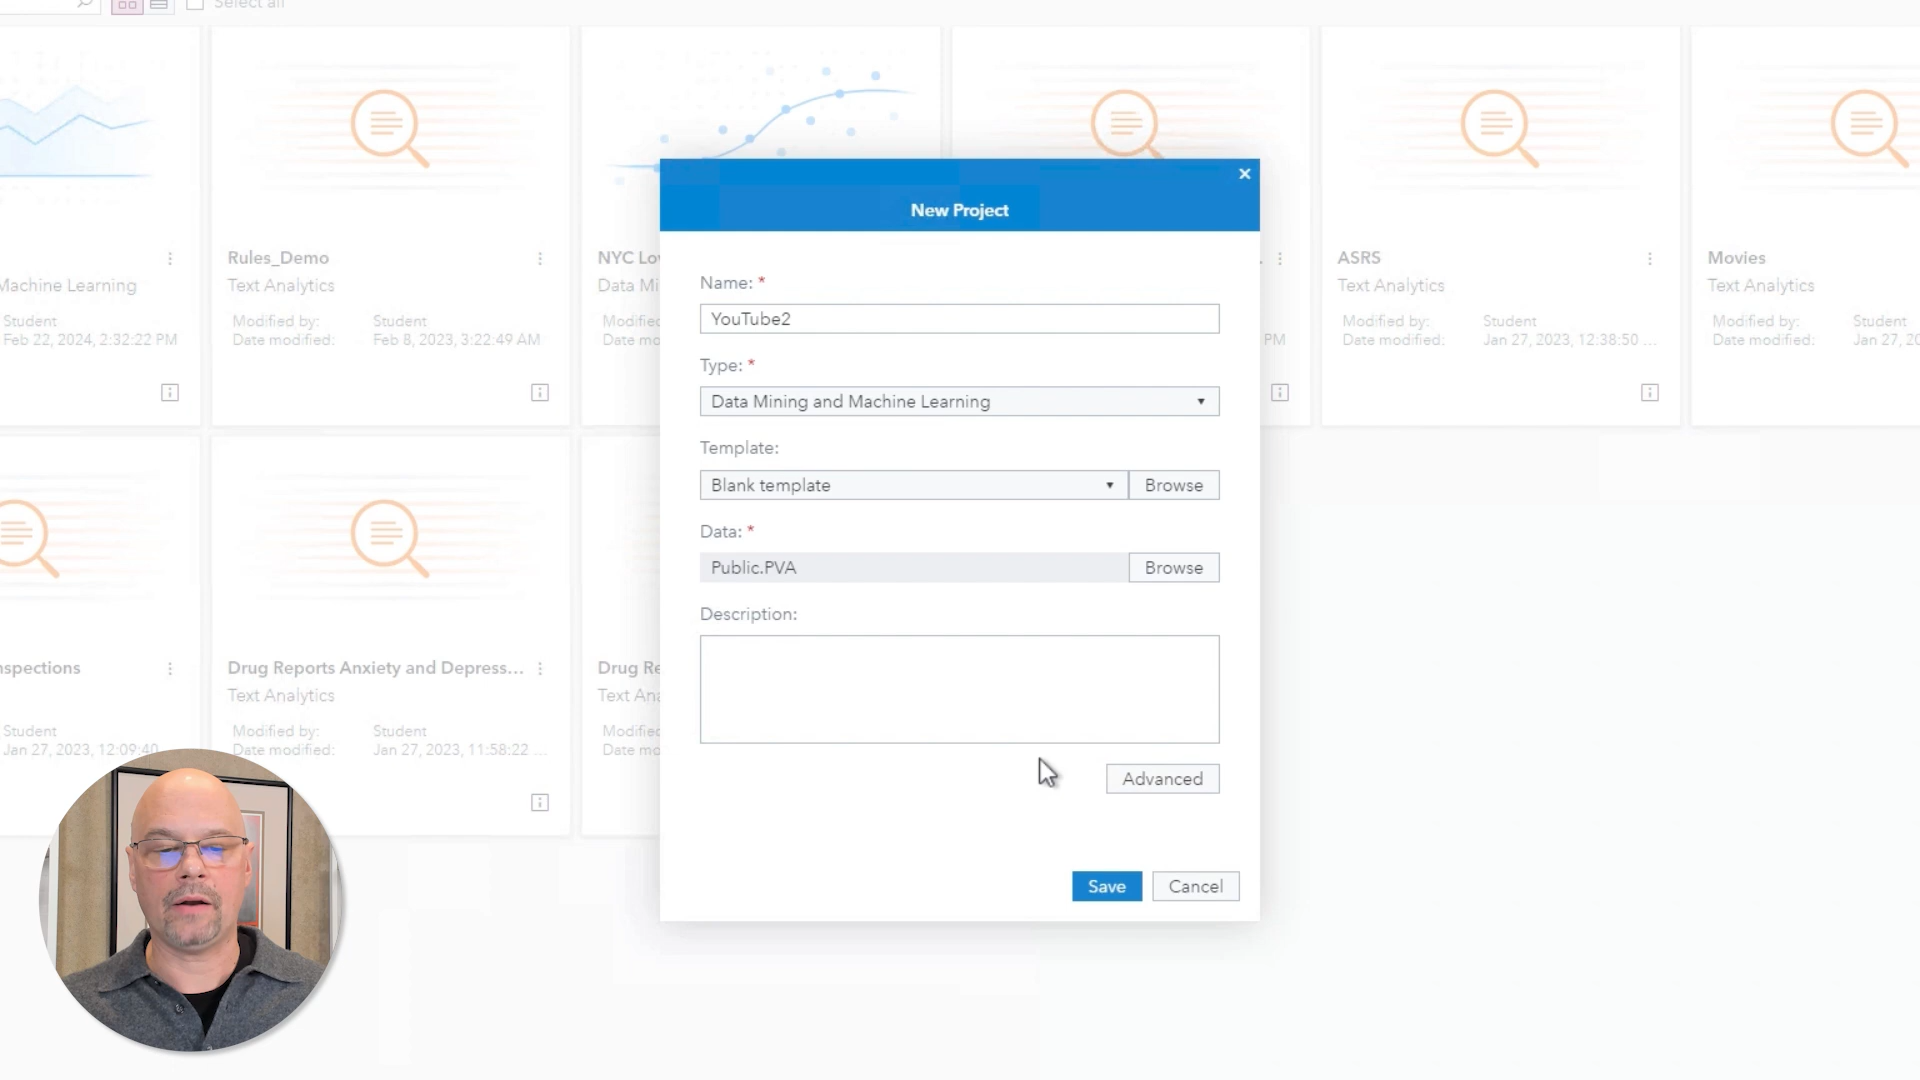 Select all
Machine Learning
Student
Feb 22, 2024, 2:32:22 PM
Rules_Demo
Text Analytics
Modified by: Student
Date modified: Feb 8, 2023, 3:22:49 AM
NYC Lo
Data Mi
Modified
Date mo
PM
ASRS
Text Analytics
Modified by: Student
Date modified: Jan 27, 2023, 12:38:50 ...
Movies
Text Analytics
Modified by: Student
Date modified: Jan 27, 20
New Project
Name: *
YouTube2
Type: *
Data Mining and Machine Learning
Template:
Blank template
Browse
Data: *
Public.PVA
Browse
Description:
Advanced
Save
Cancel
nspections
Student
Jan 27, 2023, 12:09:40
Drug Reports Anxiety and Depress...
Text Analytics
Modified by: Student
Date modified: Jan 27, 2023, 11:58:22 ...
Drug Re
Text Ana
Modified
Date mo